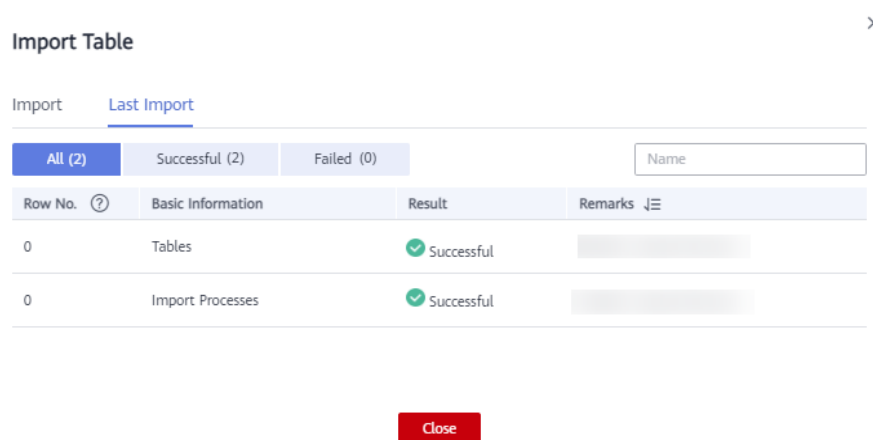 Import Table
Import Last Import
All (2) Successful (2) Failed (0) Name
Row No. Basic Information Result Remarks
0 Tables Successful
0 Import Processes Successful
Close